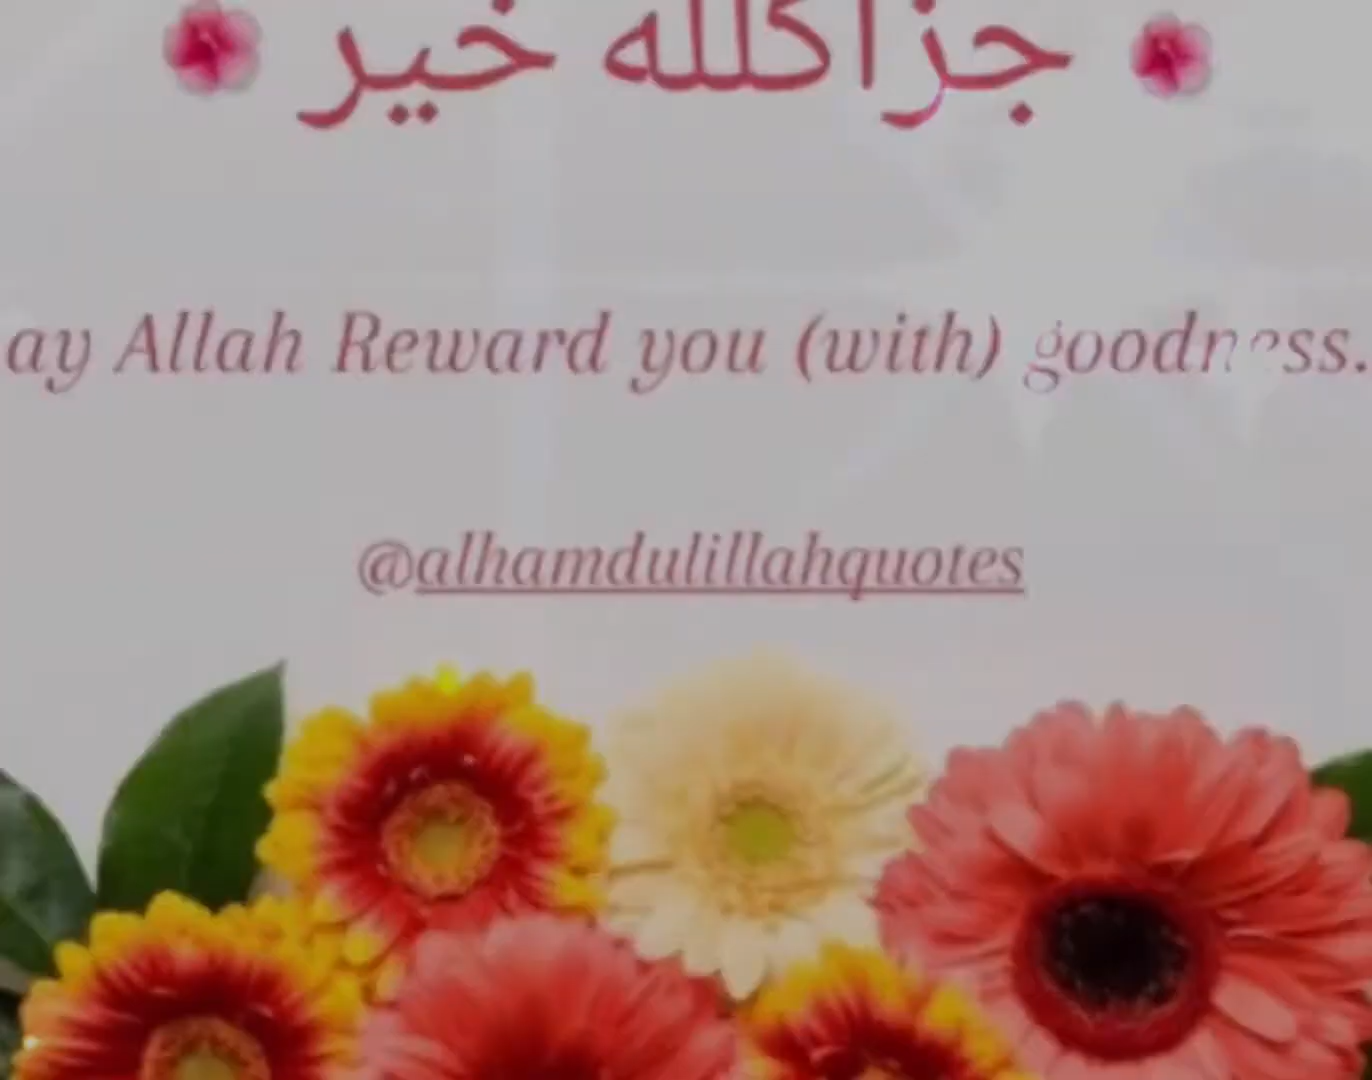 جزاكلله خير
ay Allah Reward you (with) goodness.
@alhamdulillahquotes